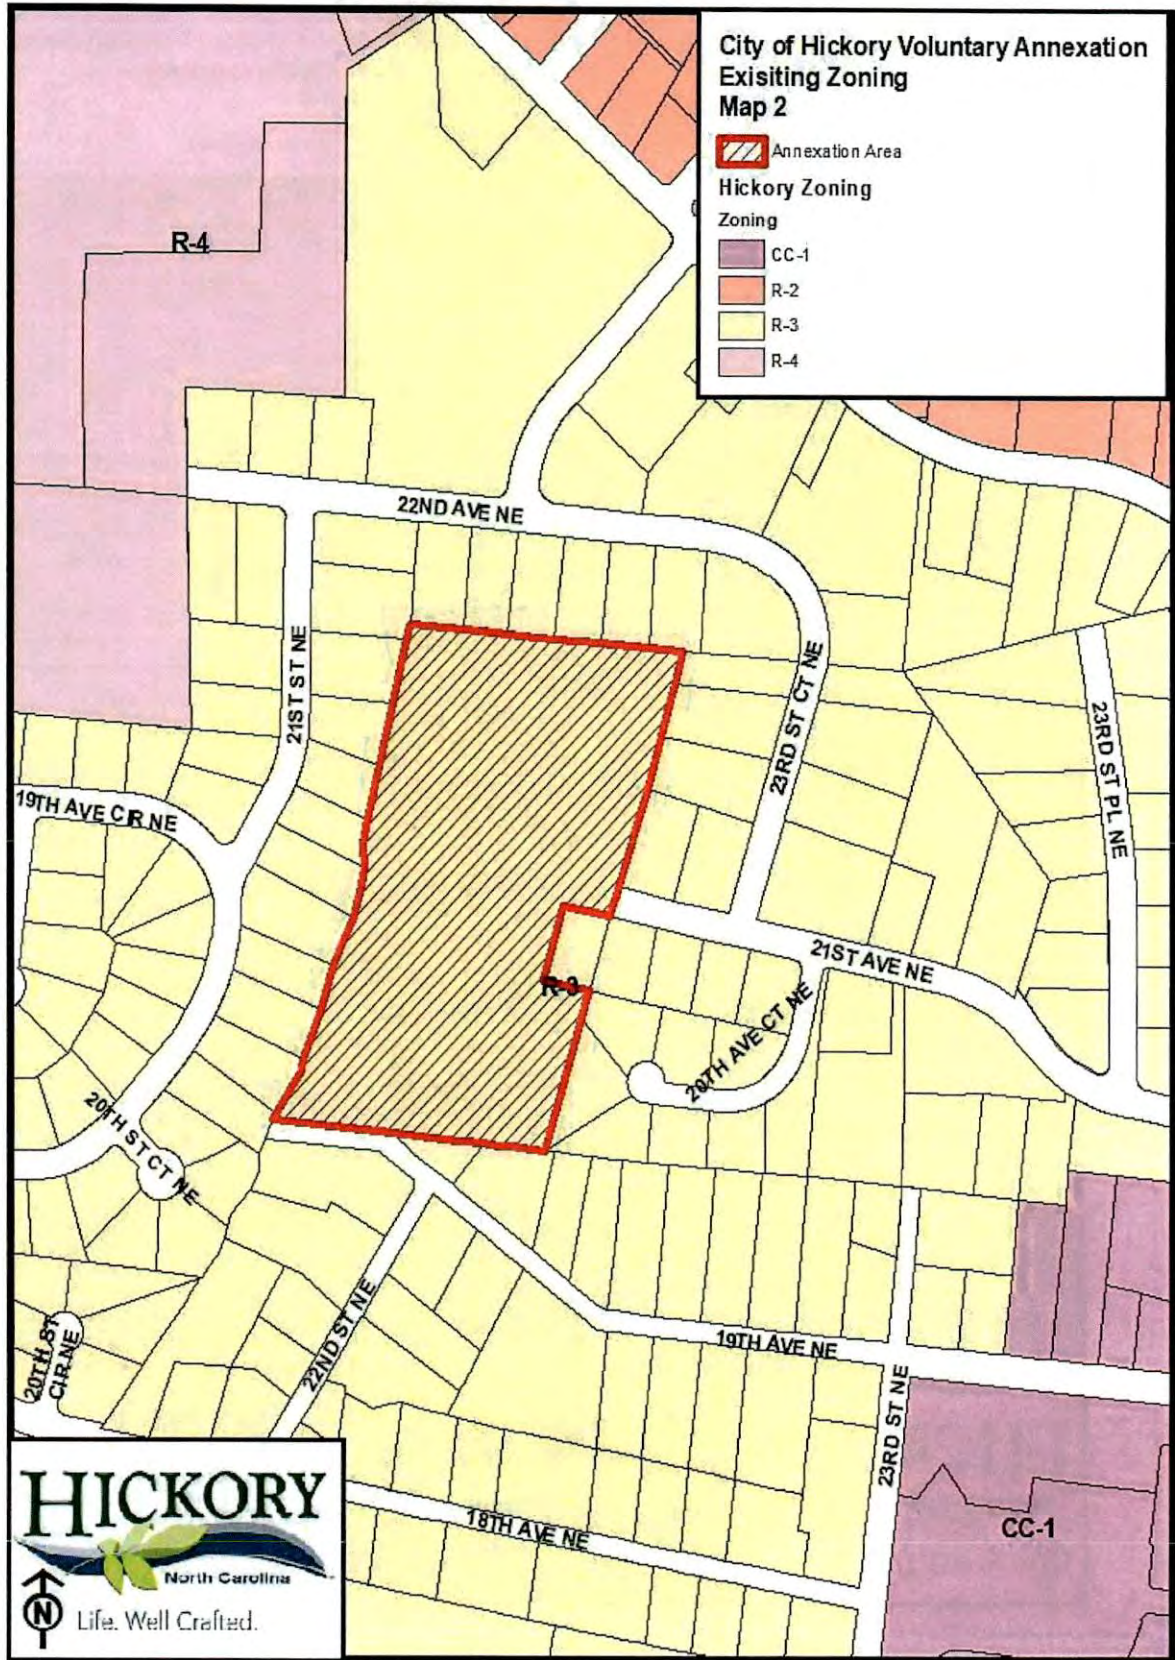 City of Hickory Voluntary Annexation
Exisiting Zoning
Map 2
Annexation Area
Hickory Zoning
Zoning
CC-1
R-2
R-3
R-4
R-4
22ND AVE NE
21ST ST NE
23RD ST CT NE
23RD ST PL NE
19TH AVE CIR NE
21ST AVE NE
R-3
20TH AVE CT NE
20TH ST CT NE
22ND ST NE
20TH ST
CIR NE
19TH AVE NE
23RD ST NE
18TH AVE NE
CC-1
HICKORY
North Carolina
N
Life. Well Crafted.